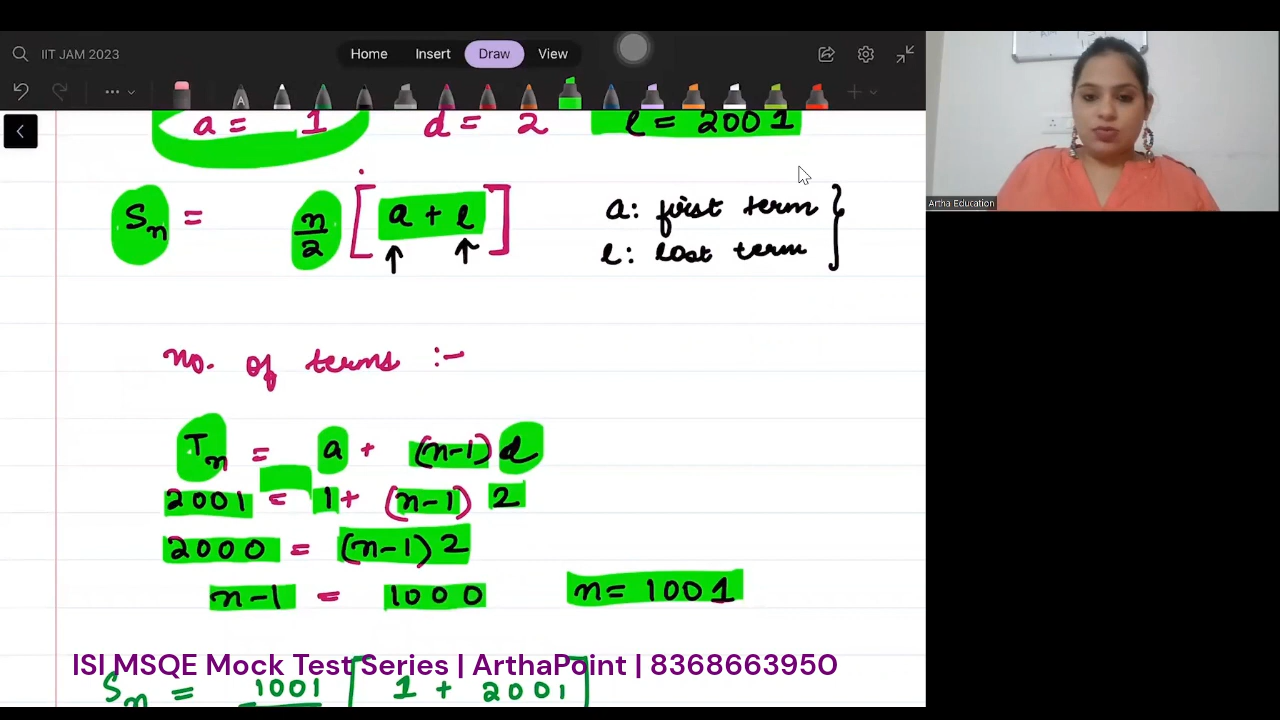 IIT JAM 2023
Home Insert Draw View
A
a = 1 d = 2 l = 2001
Sn = n/2 [a + l] a: first term
l: last term }
Artha Education
no. of terms :-
Tn = a + (n-1) d
2001 = 1 + (n-1) 2
2000 = (n-1) 2
n-1 = 1000 n = 1001
ISI MSQE Mock Test Series | ArthaPoint | 8368663950
Sn = 1001 [ 1 + 2001 ]